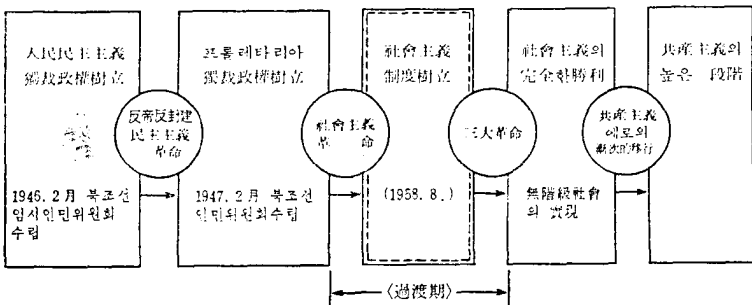 人民民主主義
獨裁政權樹立
反帝反封建
民主主義
革命
1946. 2月 북조선
임시인민위원회
수립
프롤레타리아
獨裁政權樹立
1947. 2月 북조선
인민위원회수립
社會主義
革命
社會主義
制度樹立
(1958. 8.)
三大革命
社會主義의
完全한勝利
無階級社會
의 實現
共産主義
에로의
漸次的移行
共産主義의
높은 段階
〈過渡期〉